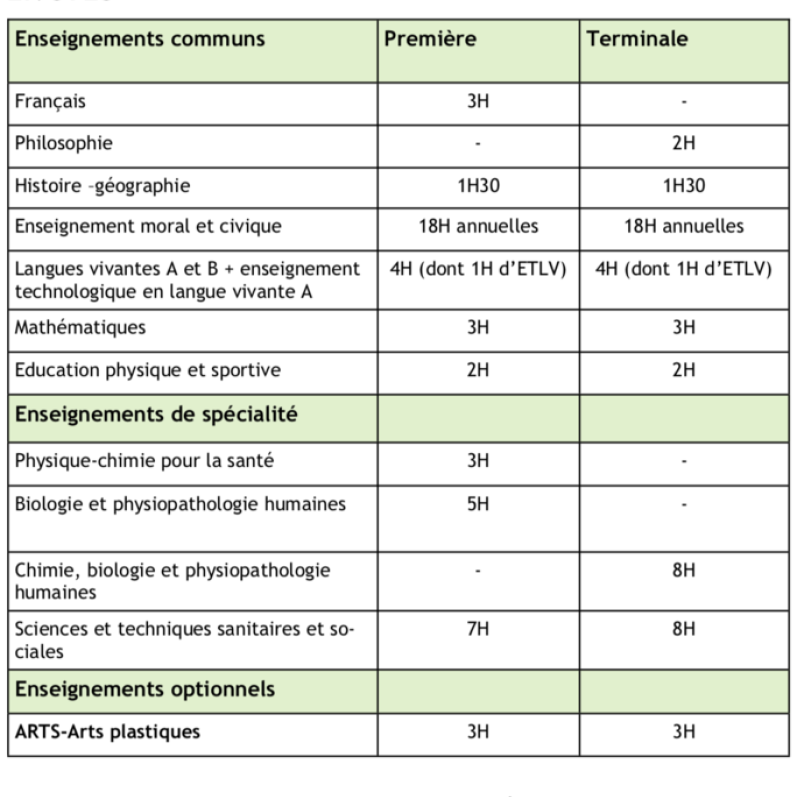 Enseignements communs Première Terminale
Français 3H -
Philosophie - 2H
Histoire -géographie 1H30 1H30
Enseignement moral et civique 18H annuelles 18H annuelles
Langues vivantes A et B + enseignement 4H (dont 1H d'ETLV) 4H (dont 1H d'ETLV)
technologique en langue vivante A
Mathématiques 3H 3H
Education physique et sportive 2H 2H
Enseignements de spécialité
Physique-chimie pour la santé 3H -
Biologie et physiopathologie humaines 5H -
Chimie, biologie et physiopathologie - 8H
humaines
Sciences et techniques sanitaires et so- 7H 8H
ciales
Enseignements optionnels
ARTS-Arts plastiques 3H 3H